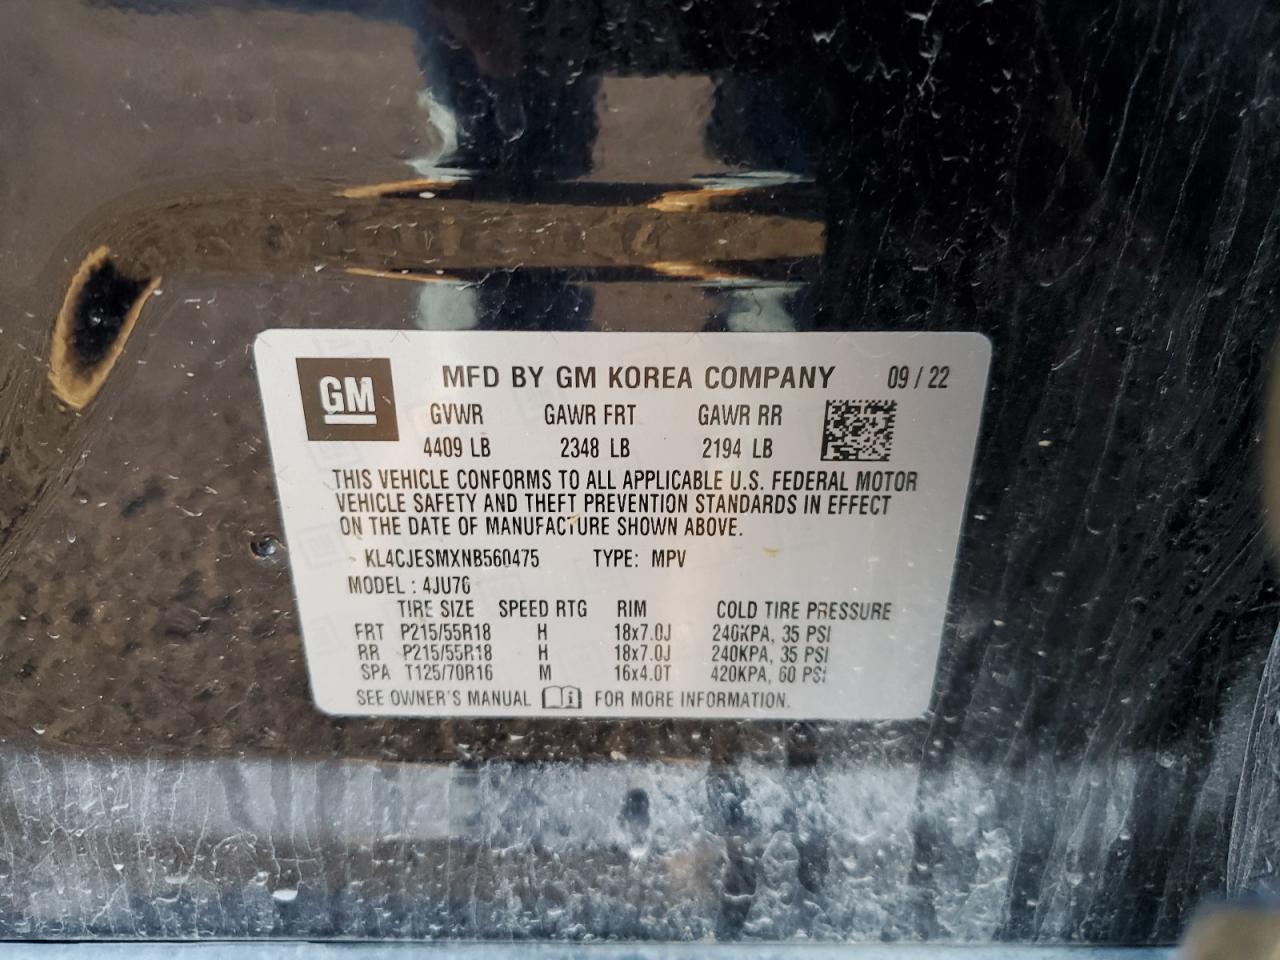 GM MFD BY GM KOREA COMPANY 09 / 22
GVWR GAWR FRT GAWR RR
4409 LB 2348 LB 2194 LB
THIS VEHICLE CONFORMS TO ALL APPLICABLE U.S. FEDERAL MOTOR
VEHICLE SAFETY AND THEFT PREVENTION STANDARDS IN EFFECT
ON THE DATE OF MANUFACTURE SHOWN ABOVE.
KL4CJESMXNB560475 TYPE: MPV
MODEL : 4JU76
TIRE SIZE SPEED RTG RIM COLD TIRE PRESSURE
FRT P215/55R18 H 18x7.0J 240KPA, 35 PSI
RR P215/55R18 H 18x7.0J 240KPA, 35 PSI
SPA T125/70R16 M 16x4.0T 420KPA, 60 PSI
SEE OWNER'S MANUAL FOR MORE INFORMATION.